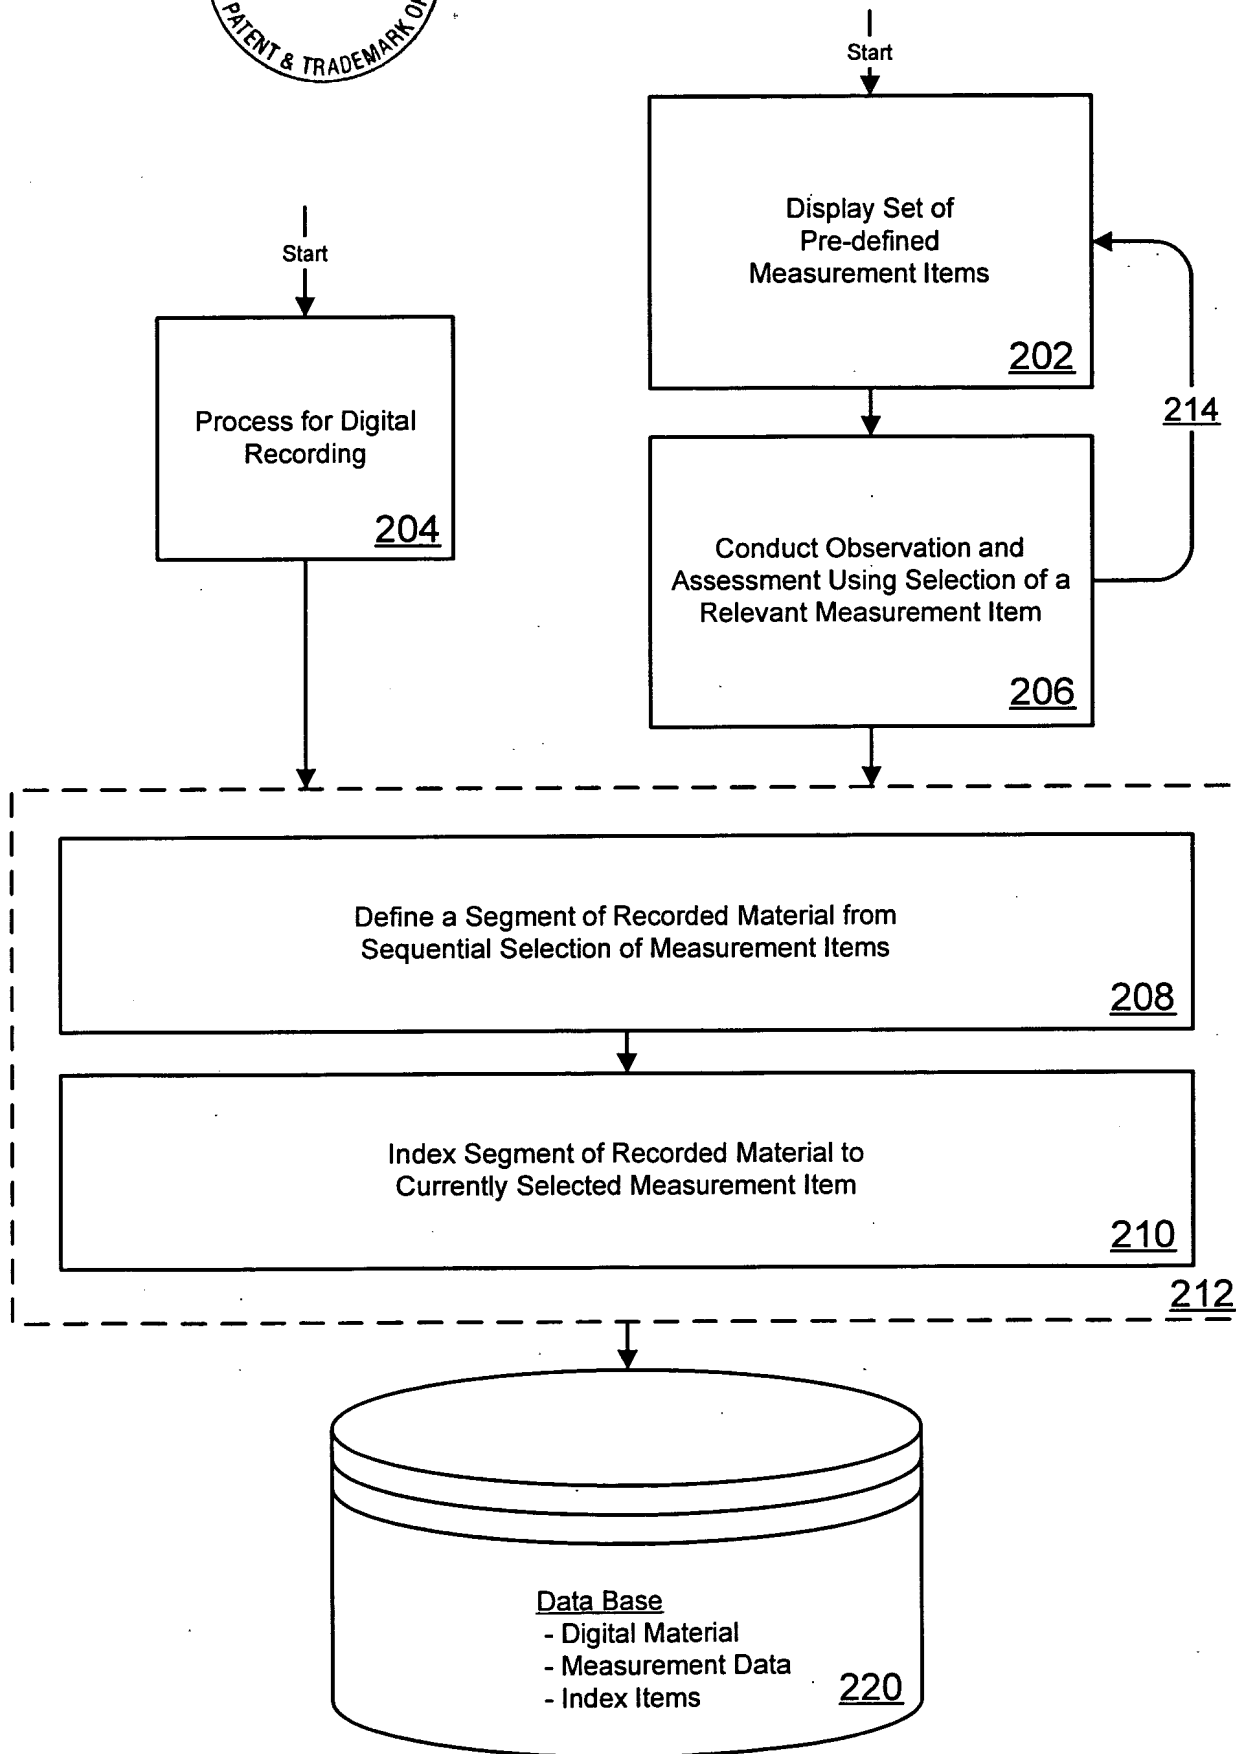 PATENT & TRADEMARK
Start
Display Set of
Pre-defined
Measurement Items
202
Start
Process for Digital
Recording
204
214
Conduct Observation and
Assessment Using Selection of a
Relevant Measurement Item
206
Define a Segment of Recorded Material from
Sequential Selection of Measurement Items
208
Index Segment of Recorded Material to
Currently Selected Measurement Item
210
212
Data Base
- Digital Material
- Measurement Data
- Index Items
220